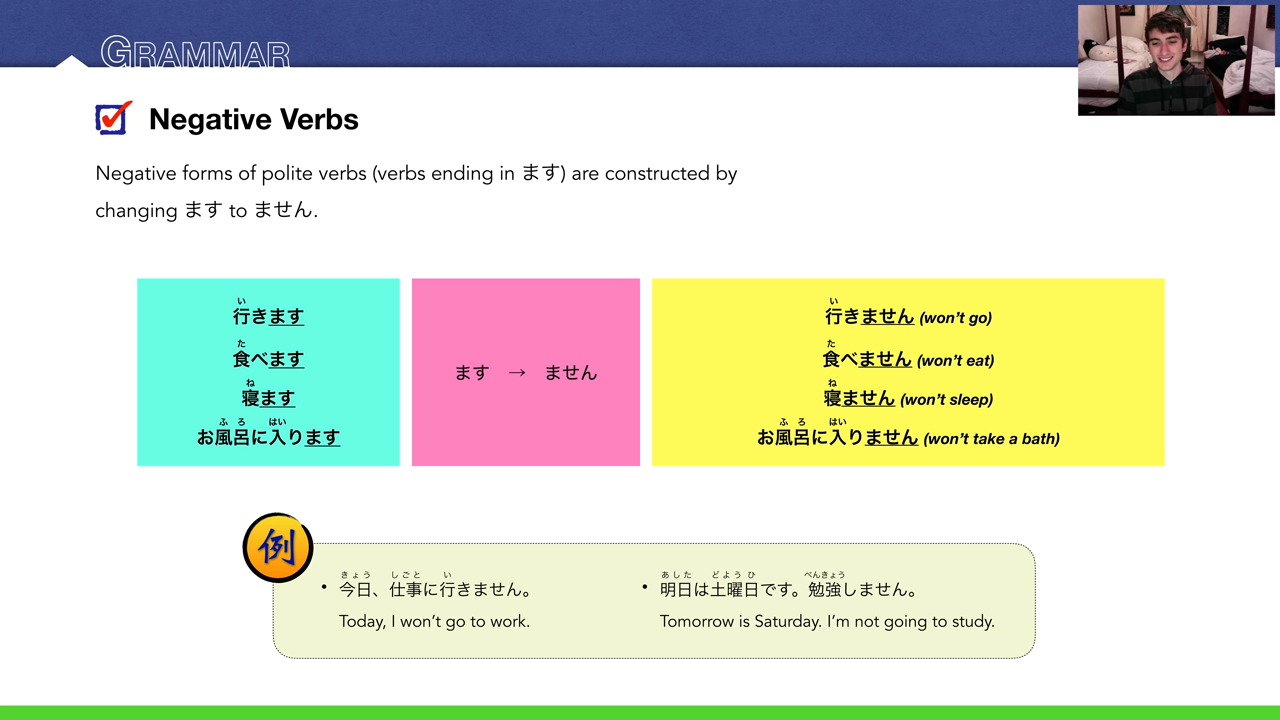 GRAMMAR
Negative Verbs
Negative forms of polite verbs (verbs ending in ます) are constructed by
changing ます to ません.
い
行きます
た
食べます
ね
寝ます
ふ ろ はい
お風呂に入ります
ます → ません
い
行きません (won't go)
た
食べません (won't eat)
ね
寝ません (won't sleep)
ふ ろ はい
お風呂に入りません (won't take a bath)
例
きょう しごと い
• 今日、仕事に行きません。
Today, I won't go to work.
あした どようび べんきょう
• 明日は土曜日です。勉強しません。
Tomorrow is Saturday. I'm not going to study.